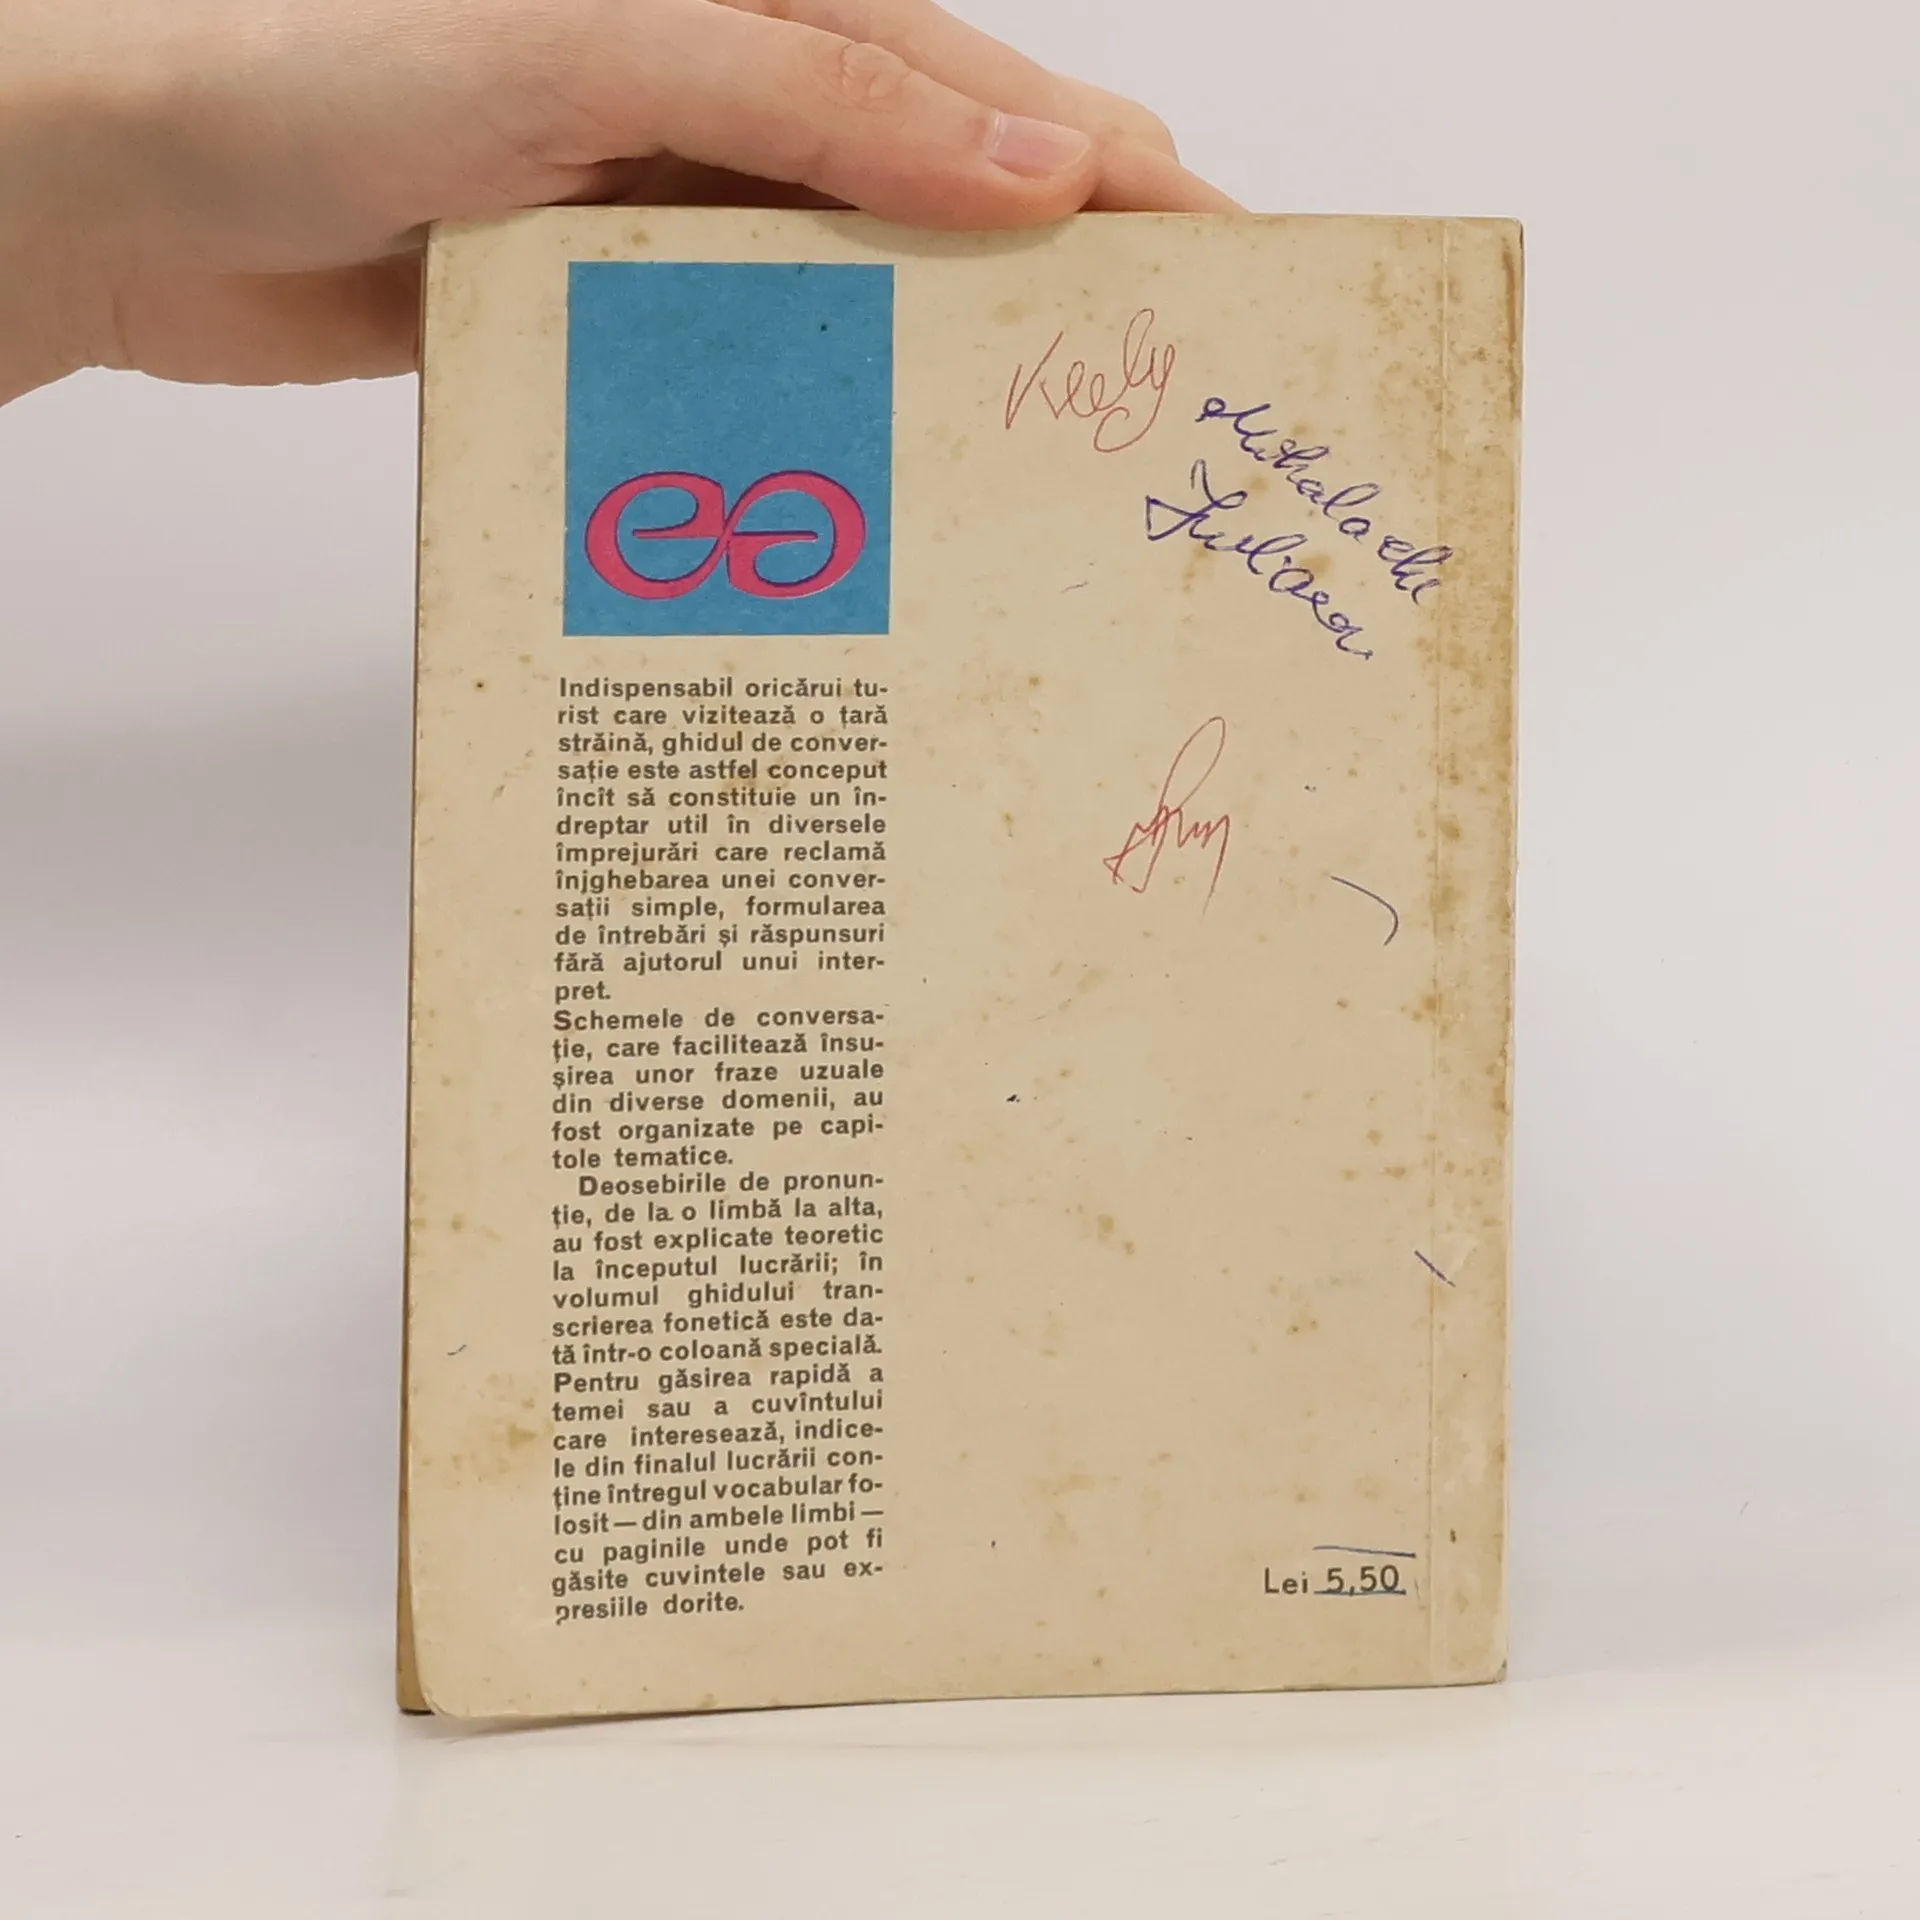 Indispensabil oricărui tu-
rist care vizitează o țară
străină, ghidul de conver-
sație este astfel conceput
încît să constituie un în-
dreptar util în diversele
împrejurări care reclamă
înjghebarea unei conver-
sații simple, formularea
de întrebări și răspunsuri
fără ajutorul unui inter-
pret.
Schemele de conversa-
ție, care facilitează însu-
șirea unor fraze uzuale
din diverse domenii, au
fost organizate pe capi-
tole tematice.
Deosebirile de pronun-
ție, de la o limbă la alta,
au fost explicate teoretic
la începutul lucrării; în
volumul ghidului tran-
scrierea fonetică este da-
tă într-o coloană specială.
Pentru găsirea rapidă a
temei sau a cuvîntului
care interesează, indice-
le din finalul lucrării con-
ține întregul vocabular fo-
losit — din ambele limbi —
cu paginile unde pot fi
găsite cuvintele sau ex-
presiile dorite.
Keely
Mihalache
Lei 5,50